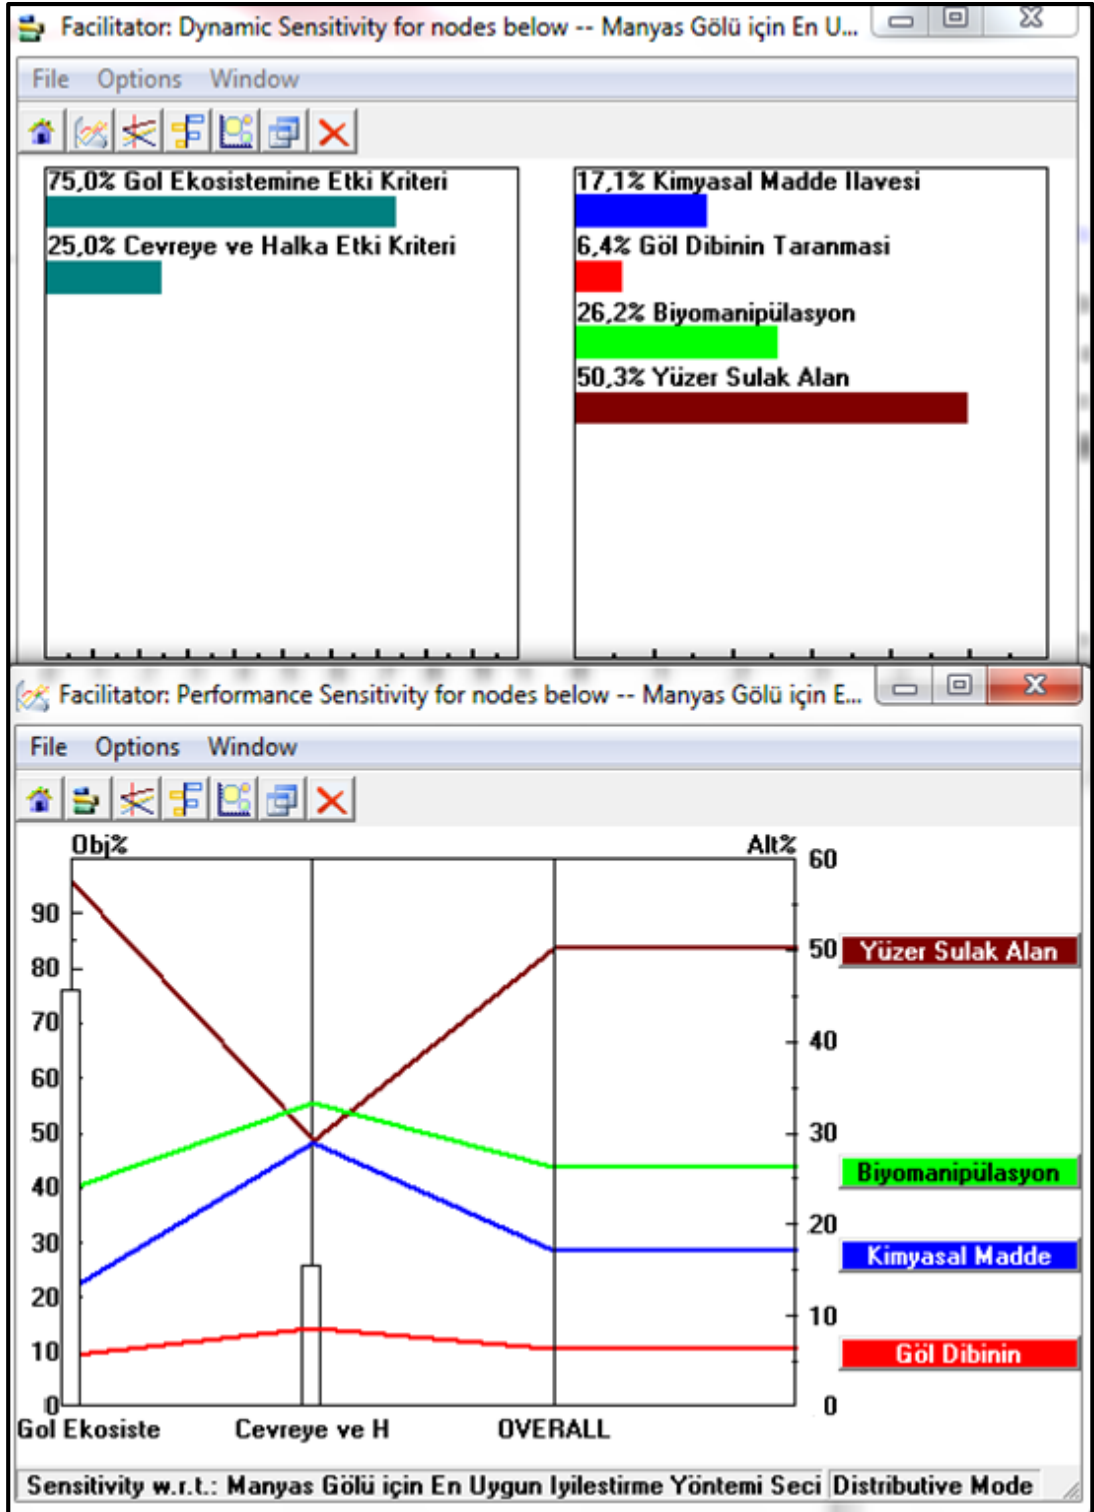 Facilitator: Dynamic Sensitivity for nodes below -- Manyas Gölü için En U...
File Options Window
75,0% Gol Ekosistemine Etki Kriteri
25,0% Cevreye ve Halka Etki Kriteri
17,1% Kimyasal Madde Ilavesi
6,4% Göl Dibinin Taranmasi
26,2% Biyomanipülasyon
50,3% Yüzer Sulak Alan
Facilitator: Performance Sensitivity for nodes below -- Manyas Gölü için E...
File Options Window
Obj%
Alt%
90
80
70
60
50
40
30
20
10
0
60
50
40
30
20
10
0
Yüzer Sulak Alan
Biyomanipülasyon
Kimyasal Madde
Göl Dibinin
Gol Ekosiste
Cevreye ve H
OVERALL
Sensitivity w.r.t.: Manyas Gölü için En Uygun Iyilestirme Yöntemi Seci
Distributive Mode